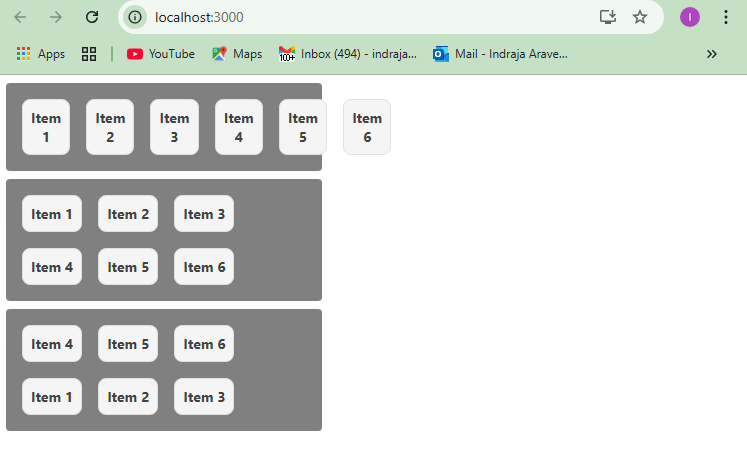 localhost:3000
Apps YouTube Maps 100+ Inbox (494) - indraja... Mail - Indraja Arave... »
I
Item 1 Item 2 Item 3 Item 4 Item 5 Item 6
Item 1 Item 2 Item 3
Item 4 Item 5 Item 6
Item 4 Item 5 Item 6
Item 1 Item 2 Item 3